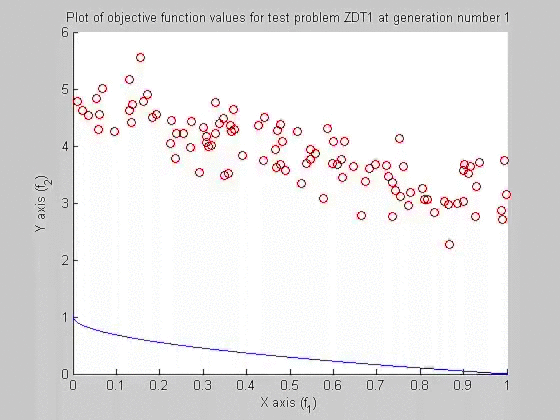 Plot of objective function values for test problem ZDT1 at generation number 1
6
5
4
3
2
1
0
Y axis (f2)
0 0.1 0.2 0.3 0.4 0.5 0.6 0.7 0.8 0.9 1
X axis (f1)